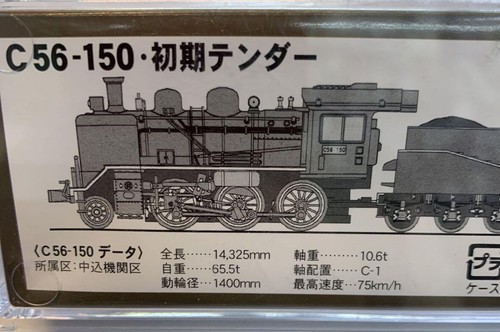 C56-150・初期テンダー
C56 150
〈C56-150 データ〉
所属区:中込機関区
全長……14,325mm
自重……65.5t
動輪径…1400mm
軸重………10.6t
軸配置……C-1
最高速度…75km/h
プラ
ケース